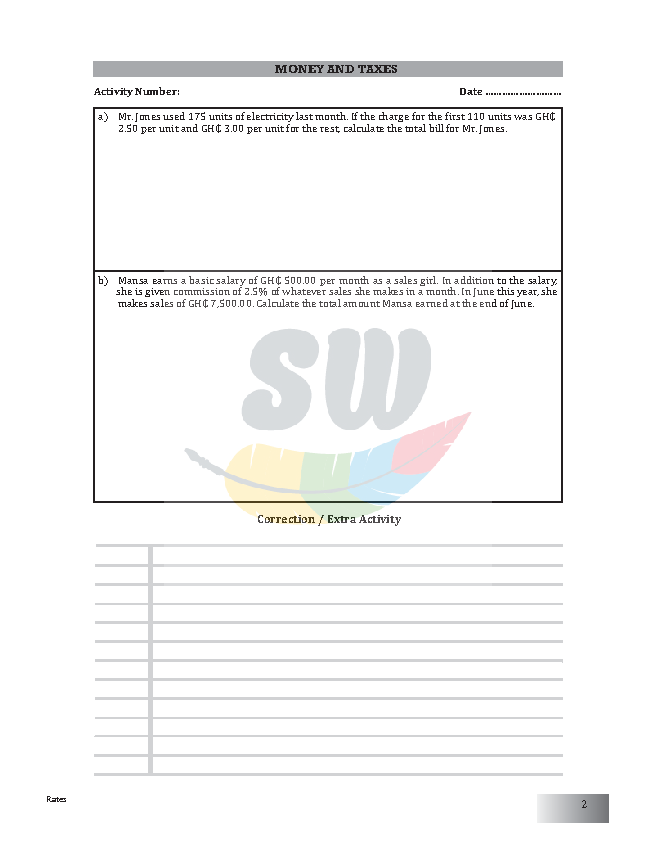 MONEY AND TAXES
Activity Number: Date ...........................
a) Mr. Jones used 175 units of electricity last month. If the charge for the first 110 units was GH₵
2.50 per unit and GH₵ 3.00 per unit for the rest, calculate the total bill for Mr. Jones.
b) Mansa earns a basic salary of GH₵ 500.00 per month as a sales girl. In addition to the salary,
she is given commission of 2.5% of whatever sales she makes in a month. In June this year, she
makes sales of GH₵ 7,500.00. Calculate the total amount Mansa earned at the end of June.
SW
Correction / Extra Activity
Rates
2